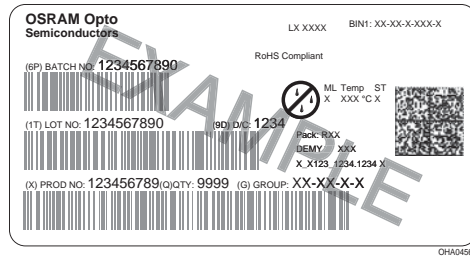 OSRAM Opto
Semiconductors
LX XXXX
BIN1: XX-XX-X-XXX-X
RoHS Compliant
(6P) BATCH NO: 1234567890
ML Temp ST
X XXX °C X
(1T) LOT NO: 1234567890
(9D) D/C: 1234
Pack: RXX
DEMY XXX
X_X123_1234.1234 X
(X) PROD NO: 123456789(Q)QTY: 9999 (G) GROUP: XX-XX-X-X
EXAMPLE